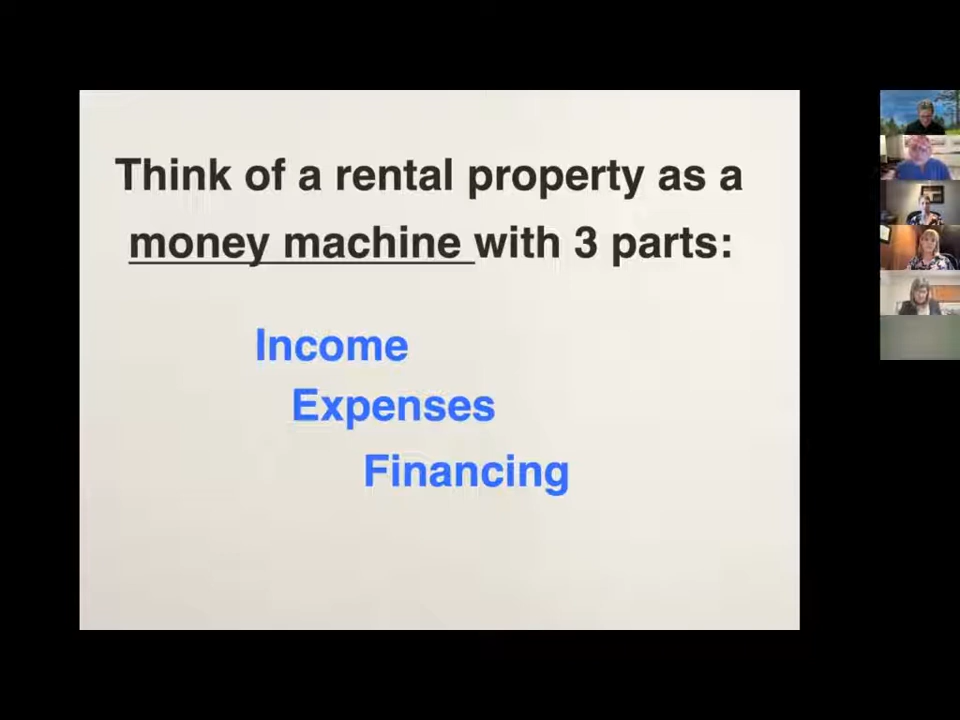 Think of a rental property as a
money machine with 3 parts:
Income
Expenses
Financing